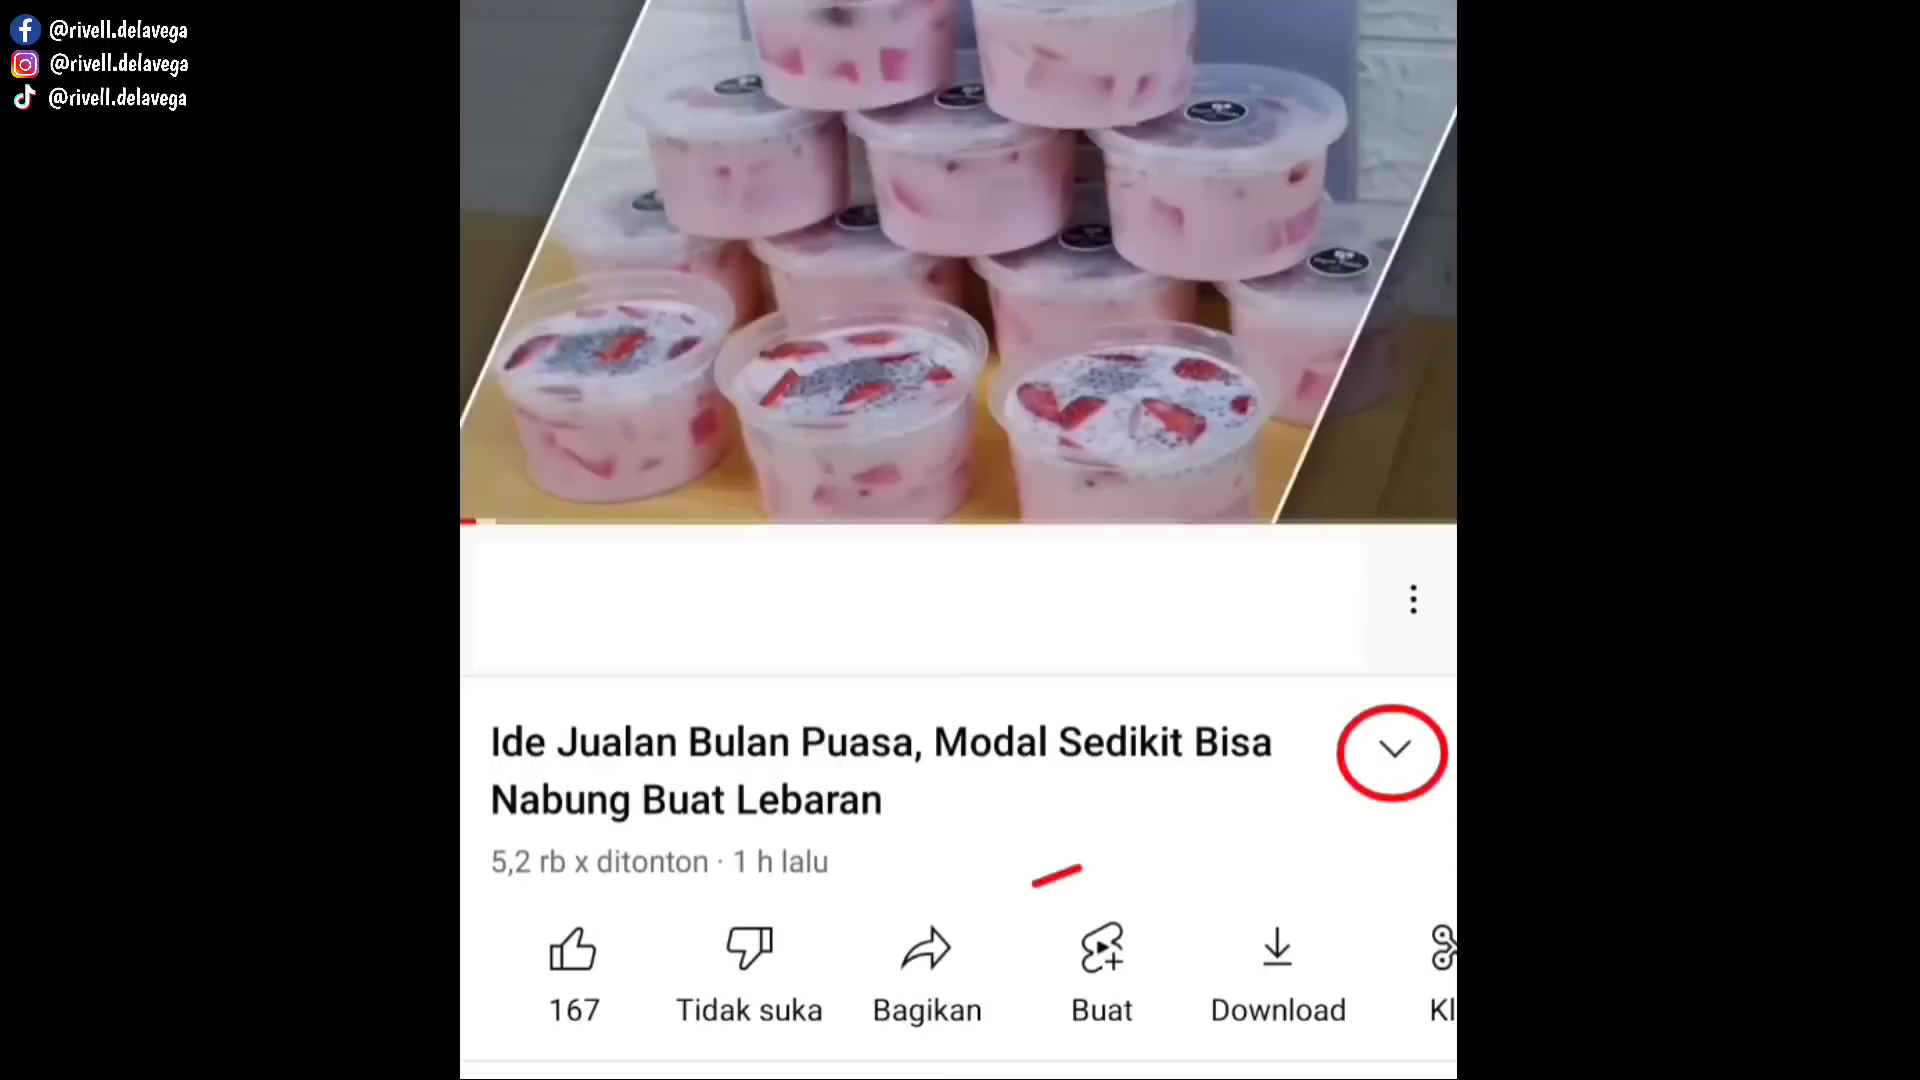 @rivell.delavega
@rivell.delavega
@rivell.delavega
Ide Jualan Bulan Puasa, Modal Sedikit Bisa
Nabung Buat Lebaran
5,2 rb x ditonton · 1 h lalu
167
Tidak suka
Bagikan
Buat
Download
Kl